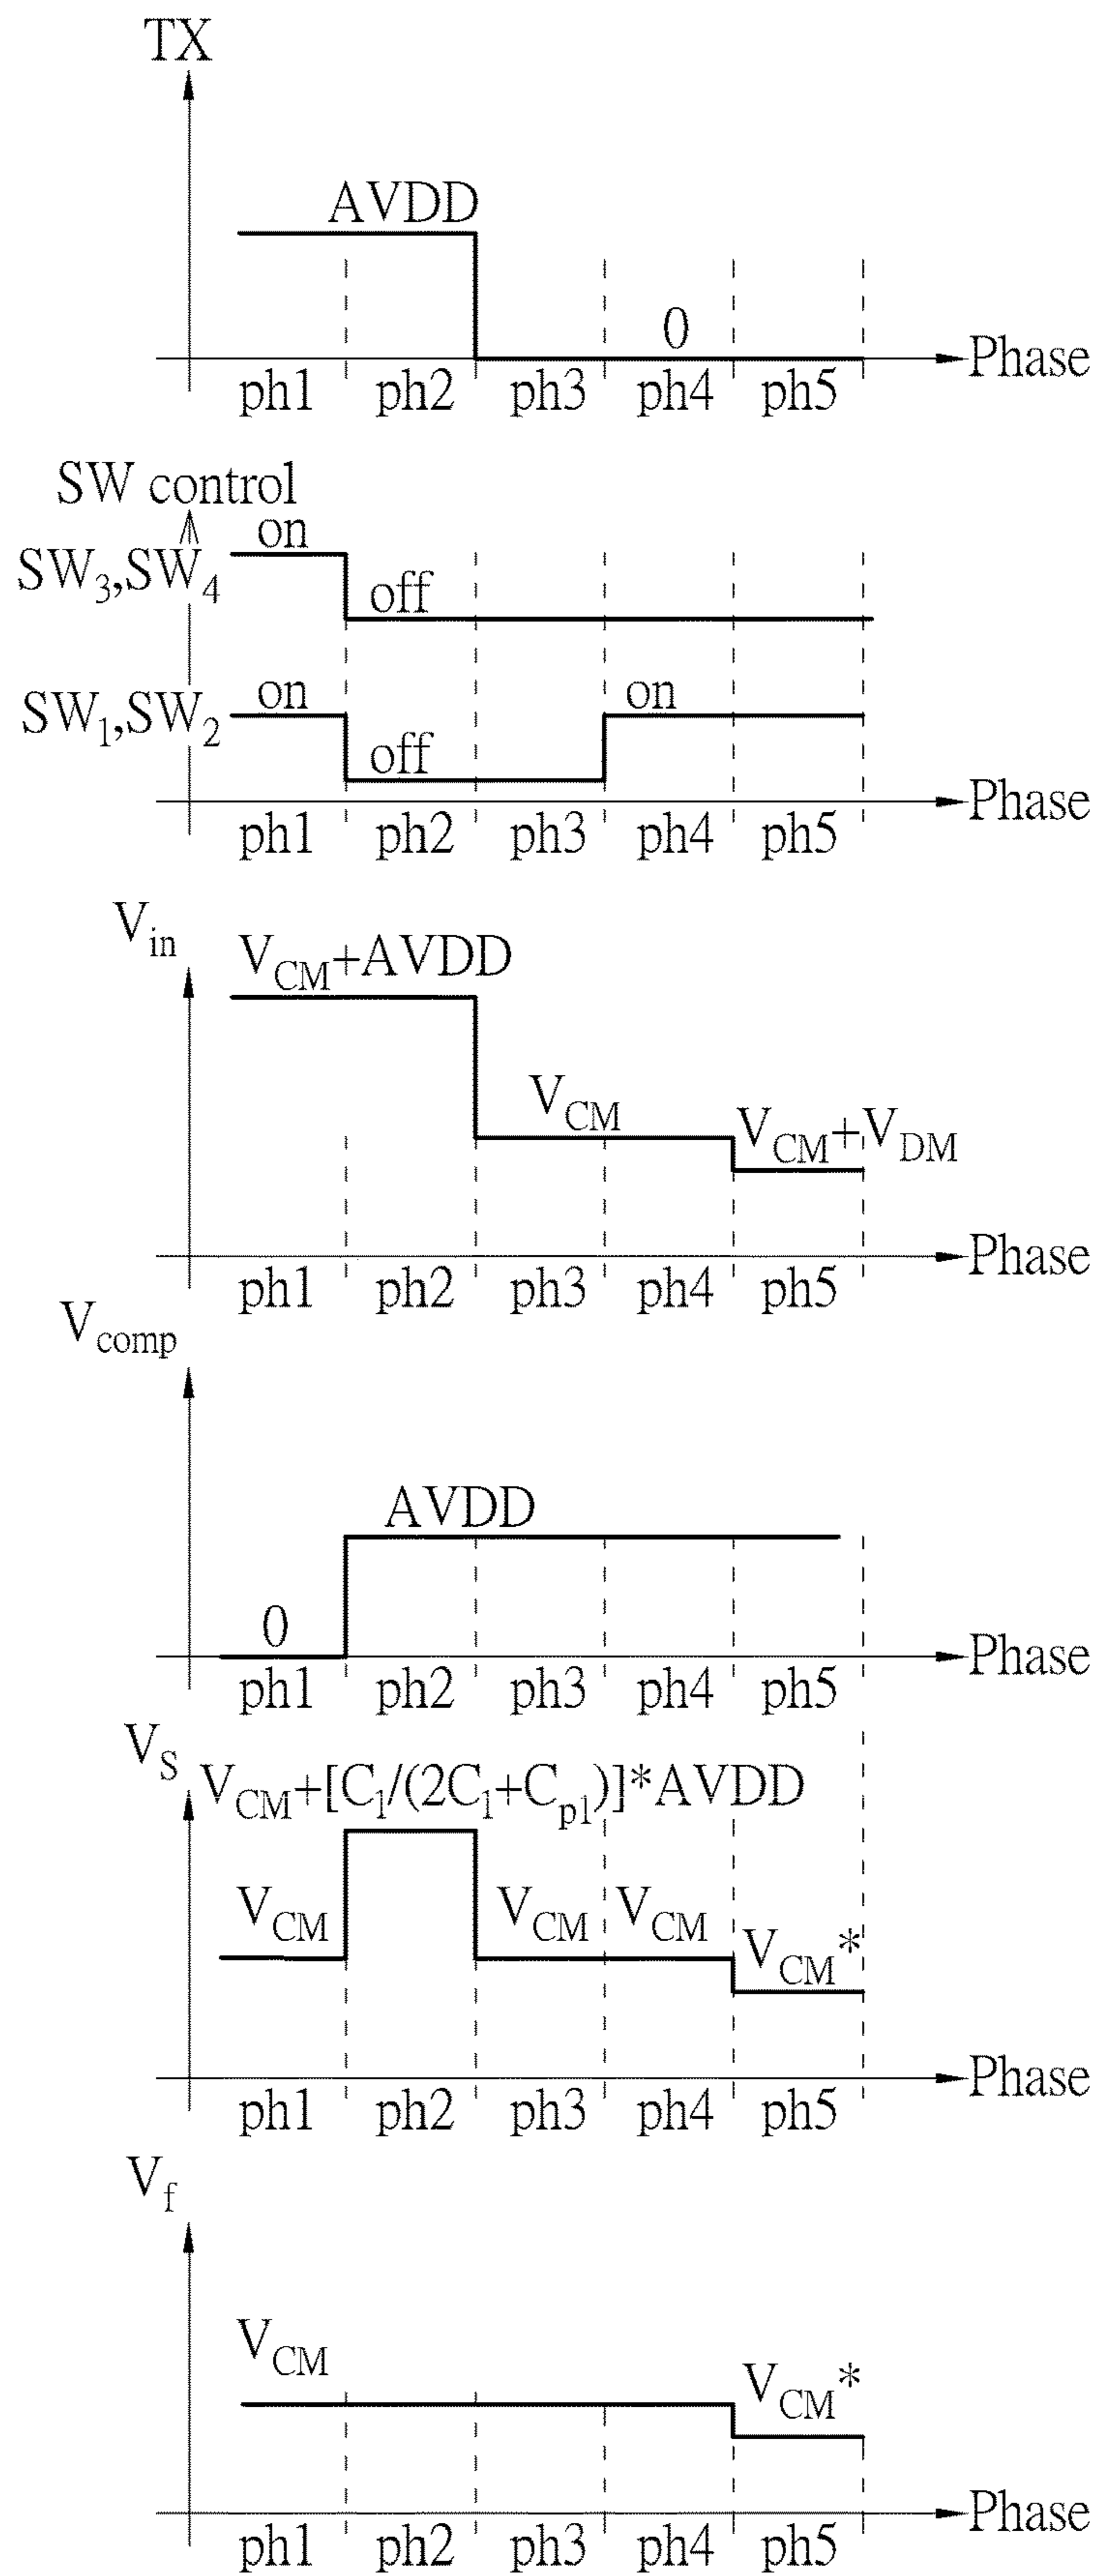 TX
AVDD
0
Phase
ph1 ph2 ph3 ph4 ph5
SW control
on
SW3,SW4
off
on on
SW1,SW2
off
Phase
ph1 ph2 ph3 ph4 ph5
Vin
VCM+AVDD
VCM
VCM+VDM
Phase
ph1 ph2 ph3 ph4 ph5
Vcomp
AVDD
0
Phase
ph1 ph2 ph3 ph4 ph5
VS
VCM+[C1/(2C1+Cp1)]*AVDD
VCM VCM VCM
VCM*
Phase
ph1 ph2 ph3 ph4 ph5
Vf
VCM
VCM*
Phase
ph1 ph2 ph3 ph4 ph5